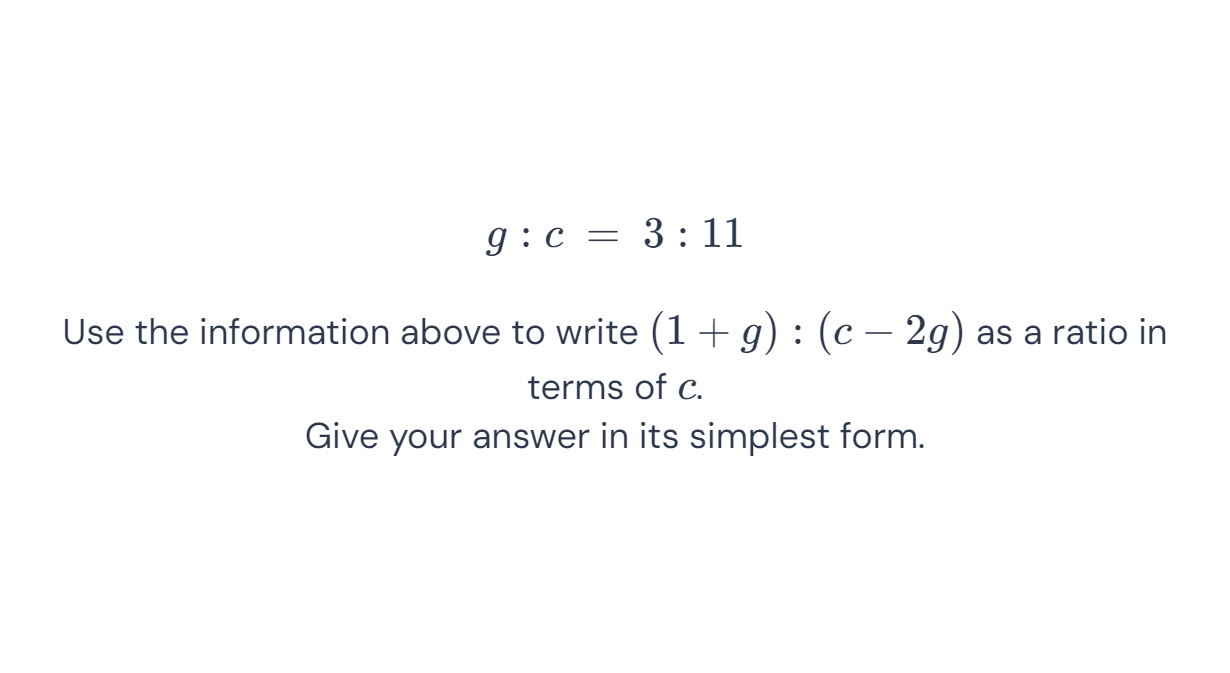 g : c = 3 : 11
Use the information above to write (1 + g) : (c − 2g) as a ratio in
terms of c.
Give your answer in its simplest form.